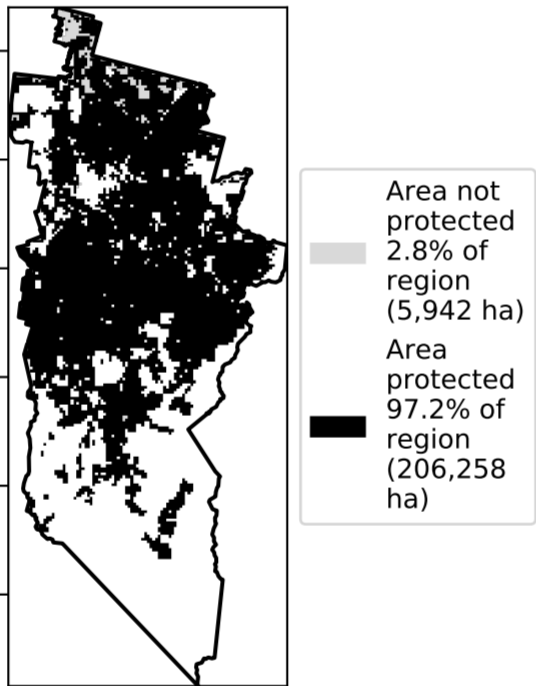 Area not
protected
2.8% of
region
(5,942 ha)
Area
protected
97.2% of
region
(206,258
ha)